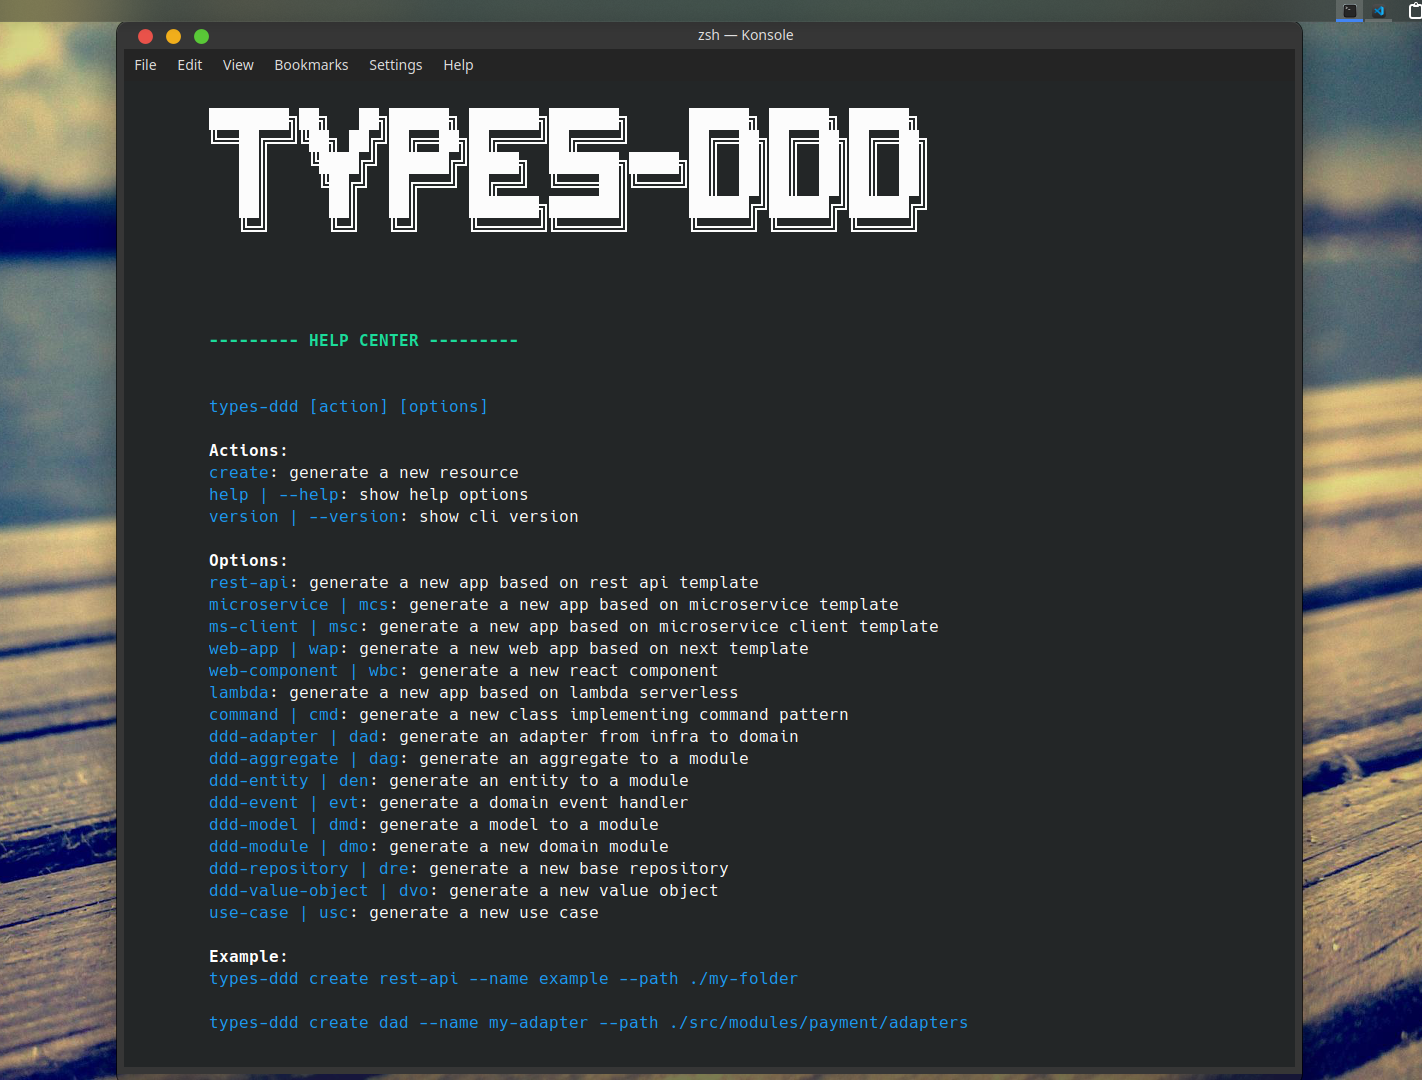 zsh — Konsole
File Edit View Bookmarks Settings Help
TYPES-DDD
--------- HELP CENTER ---------
types-ddd [action] [options]
Actions:
create: generate a new resource
help | --help: show help options
version | --version: show cli version
Options:
rest-api: generate a new app based on rest api template
microservice | mcs: generate a new app based on microservice template
ms-client | msc: generate a new app based on microservice client template
web-app | wap: generate a new web app based on next template
web-component | wbc: generate a new react component
lambda: generate a new app based on lambda serverless
command | cmd: generate a new class implementing command pattern
ddd-adapter | dad: generate an adapter from infra to domain
ddd-aggregate | dag: generate an aggregate to a module
ddd-entity | den: generate an entity to a module
ddd-event | evt: generate a domain event handler
ddd-model | dmd: generate a model to a module
ddd-module | dmo: generate a new domain module
ddd-repository | dre: generate a new base repository
ddd-value-object | dvo: generate a new value object
use-case | usc: generate a new use case
Example:
types-ddd create rest-api --name example --path ./my-folder
types-ddd create dad --name my-adapter --path ./src/modules/payment/adapters